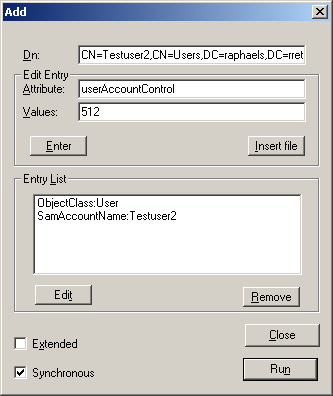 Add
Dn: CN=Testuser2,CN=Users,DC=raphaels,DC=rret
Edit Entry
Attribute: userAccountControl
Values: 512
Enter Insert file
Entry List
ObjectClass:User
SamAccountName:Testuser2
Edit Remove
Close
Extended
Run
Synchronous